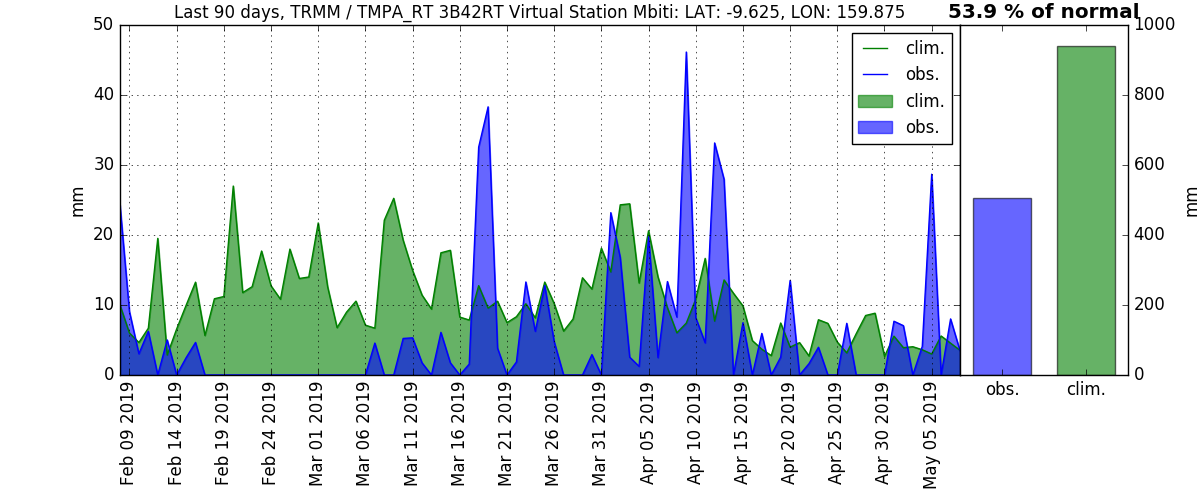 Last 90 days, TRMM / TMPA_RT 3B42RT Virtual Station Mbiti: LAT: -9.625, LON: 159.875
53.9 % of normal
50
40
30
20
10
0
mm
clim.
obs.
clim.
obs.
1000
800
600
400
200
0
mm
Feb 09 2019
Feb 14 2019
Feb 19 2019
Feb 24 2019
Mar 01 2019
Mar 06 2019
Mar 11 2019
Mar 16 2019
Mar 21 2019
Mar 26 2019
Mar 31 2019
Apr 05 2019
Apr 10 2019
Apr 15 2019
Apr 20 2019
Apr 25 2019
Apr 30 2019
May 05 2019
obs.
clim.